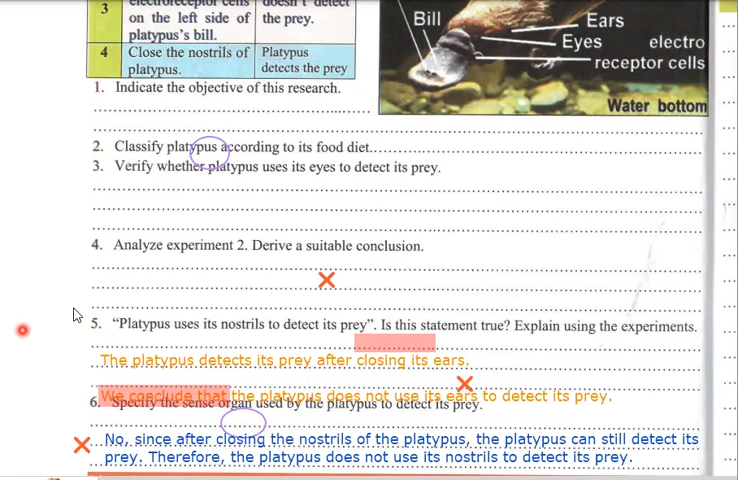 3
electroreceptor cells
on the left side of
platypus's bill.
doesn't detect
the prey.
4
Close the nostrils of
platypus.
Platypus
detects the prey
Bill
Ears
Eyes
electro
receptor cells
Water bottom
1. Indicate the objective of this research.
2. Classify platypus according to its food diet.
3. Verify whether platypus uses its eyes to detect its prey.
4. Analyze experiment 2. Derive a suitable conclusion.
5. “Platypus uses its nostrils to detect its prey”. Is this statement true? Explain using the experiments.
The platypus detects its prey after closing its ears.
We conclude that the platypus does not use its ears to detect its prey.
6. Specify the sense organ used by the platypus to detect its prey.
No, since after closing the nostrils of the platypus, the platypus can still detect its
prey. Therefore, the platypus does not use its nostrils to detect its prey.